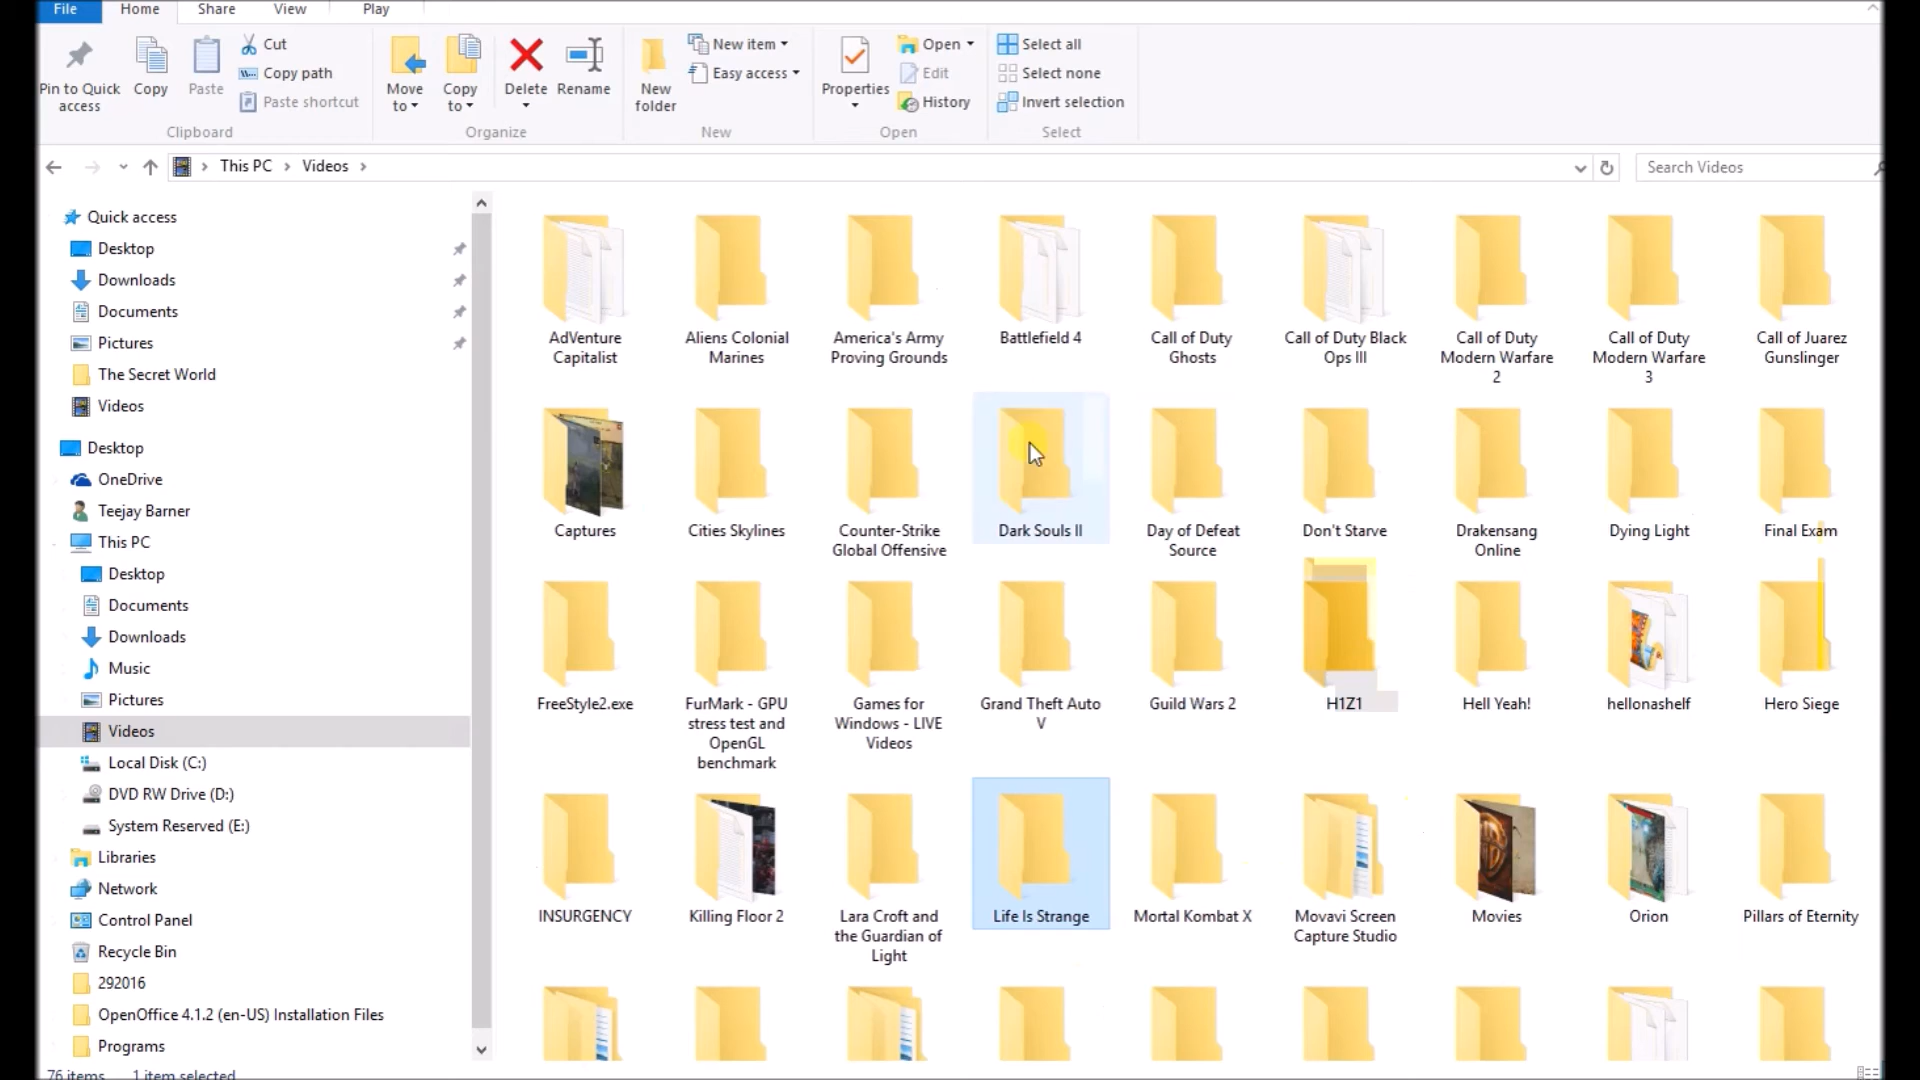 File Home Share View Play
Pin to Quick access
Copy
Paste
Cut
Copy path
Paste shortcut
Clipboard
Move to
Copy to
Delete
Rename
Organize
New folder
New item
Easy access
New
Properties
Open
Edit
History
Open
Select all
Select none
Invert selection
Select
This PC > Videos >
Search Videos
Quick access
Desktop
Downloads
Documents
Pictures
The Secret World
Videos
Desktop
OneDrive
Teejay Barner
This PC
Desktop
Documents
Downloads
Music
Pictures
Videos
Local Disk (C:)
DVD RW Drive (D:)
System Reserved (E:)
Libraries
Network
Control Panel
Recycle Bin
292016
OpenOffice 4.1.2 (en-US) Installation Files
Programs
AdVenture
Capitalist
Aliens Colonial
Marines
America's Army
Proving Grounds
Battlefield 4
Call of Duty
Ghosts
Call of Duty Black
Ops III
Call of Duty
Modern Warfare
2
Call of Duty
Modern Warfare
3
Call of Juarez
Gunslinger
Captures
Cities Skylines
Counter-Strike
Global Offensive
Dark Souls II
Day of Defeat
Source
Don't Starve
Drakensang
Online
Dying Light
Final Exam
FreeStyle2.exe
FurMark - GPU
stress test and
OpenGL
benchmark
Games for
Windows - LIVE
Videos
Grand Theft Auto
V
Guild Wars 2
H1Z1
Hell Yeah!
hellonashelf
Hero Siege
INSURGENCY
Killing Floor 2
Lara Croft and
the Guardian of
Light
Life Is Strange
Mortal Kombat X
Movavi Screen
Capture Studio
Movies
Orion
Pillars of Eternity
76 items 1 item selected